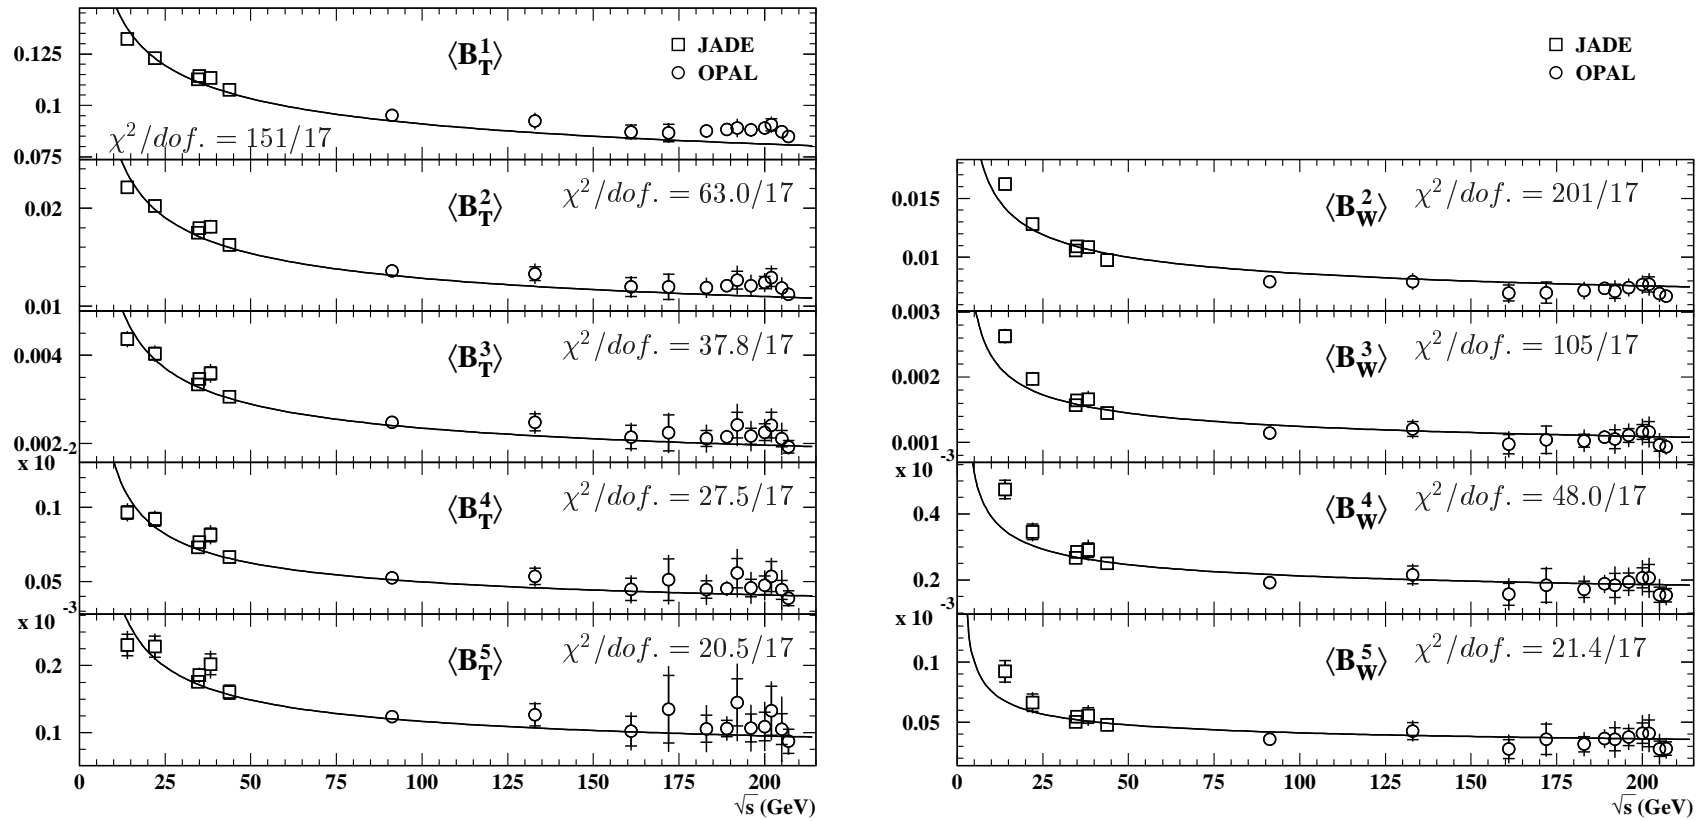 ⟨B_T^1⟩
JADE
OPAL
χ²/dof. = 151/17
0.125
0.1
0.075
⟨B_T^2⟩
χ²/dof. = 63.0/17
0.02
0.01
⟨B_T^3⟩
χ²/dof. = 37.8/17
0.004
0.002
x 10^-2
⟨B_T^4⟩
χ²/dof. = 27.5/17
0.1
0.05
x 10^-3
⟨B_T^5⟩
χ²/dof. = 20.5/17
0.2
0.1
0 25 50 75 100 125 150 175 200
√s (GeV)
JADE
OPAL
⟨B_W^2⟩
χ²/dof. = 201/17
0.015
0.01
0.003
⟨B_W^3⟩
χ²/dof. = 105/17
0.002
0.001
x 10^-3
⟨B_W^4⟩
χ²/dof. = 48.0/17
0.4
0.2
x 10^-3
⟨B_W^5⟩
χ²/dof. = 21.4/17
0.1
0.05
0 25 50 75 100 125 150 175 200
√s (GeV)